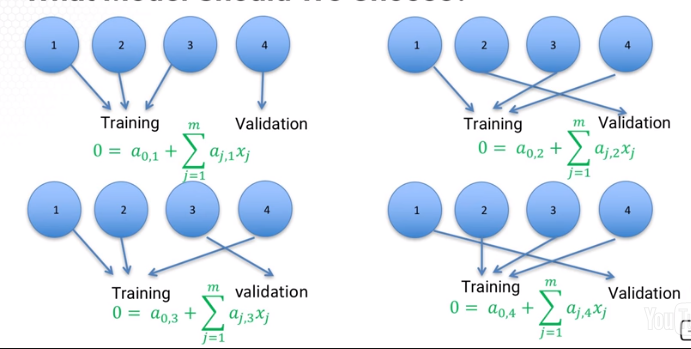 1 2 3 4
Training Validation
0 = a_{0,1} + \sum_{j=1}^{m} a_{j,1}x_j
1 2 3 4
Training Validation
0 = a_{0,2} + \sum_{j=1}^{m} a_{j,2}x_j
1 2 3 4
Training validation
0 = a_{0,3} + \sum_{j=1}^{m} a_{j,3}x_j
1 2 3 4
Training Validation
0 = a_{0,4} + \sum_{j=1}^{m} a_{j,4}x_j